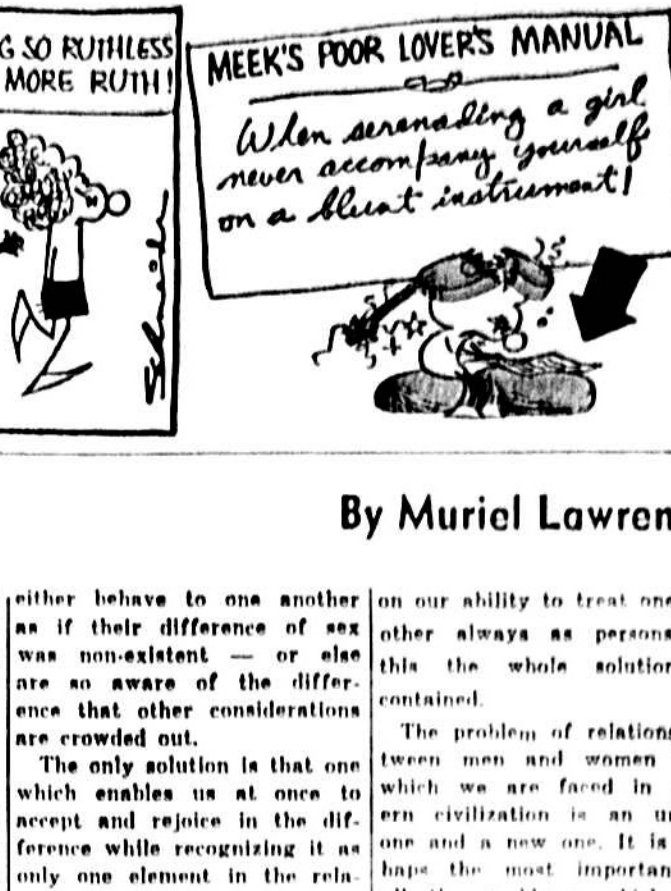 G SO RUTHLESS
MORE RUTH!
MEEK'S POOR LOVER'S MANUAL
When serenading a girl
never accompany yourself
on a blunt instrument!
By Muriel Lawren
either behave to one another
as if their difference of sex
was non-existent — or else
are so aware of the differ-
ence that other considerations
are crowded out.
The only solution is that one
which enables us at once to
accept and rejoice in the dif-
ference while recognizing it as
only one element in the rela-
on our ability to treat one
other always as persons
this the whole solution
contained.
The problem of relations
tween men and women
which we are faced in
ern civilization is an ur
one and a new one. It is
haps the most importan